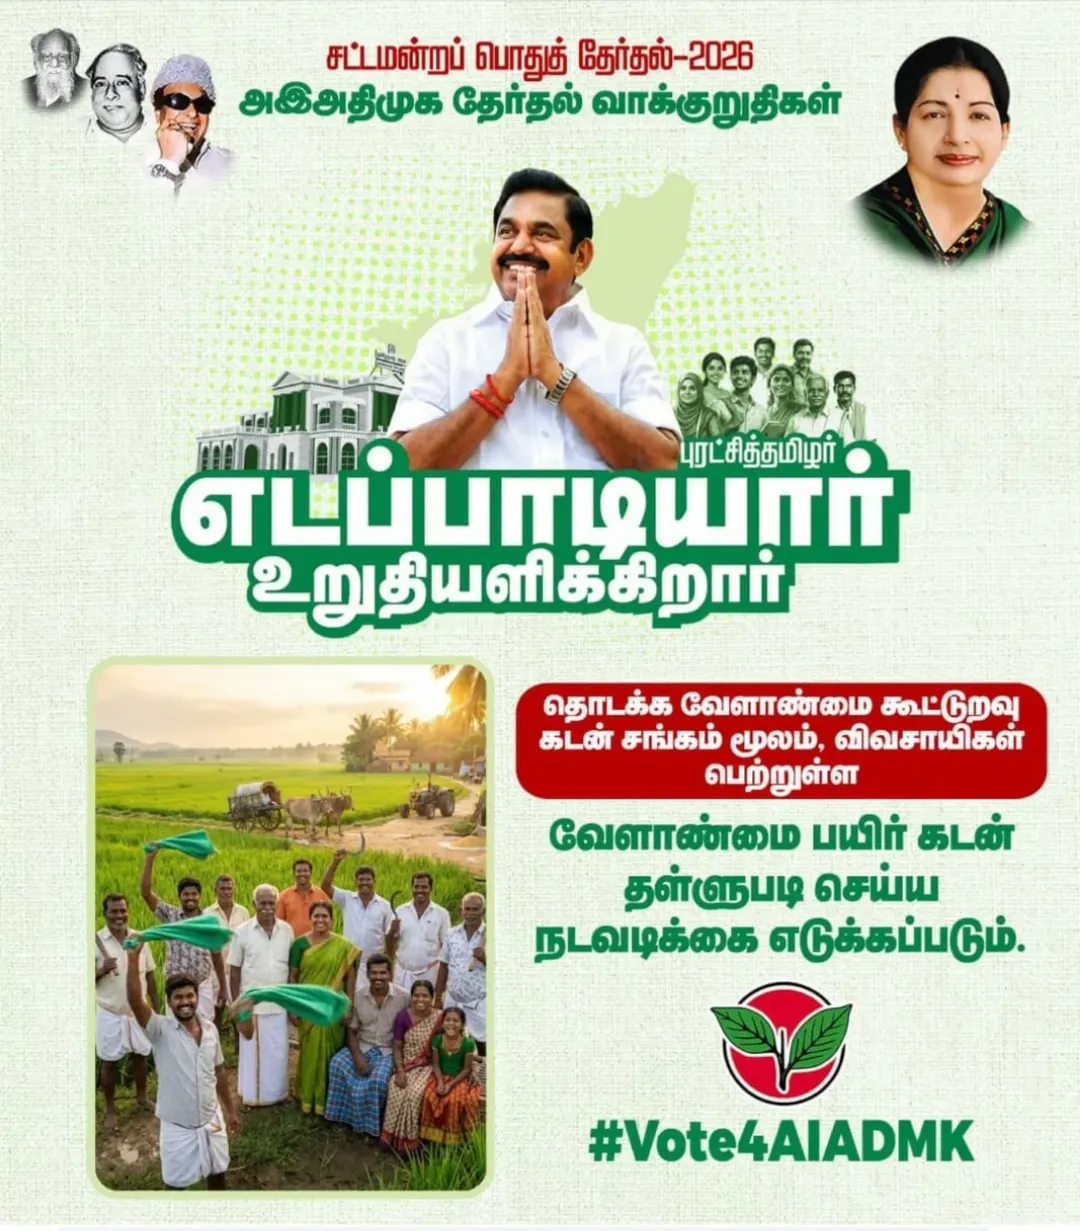 சட்டமன்றப் பொதுத் தேர்தல்-2026
அஇஅதிமுக தேர்தல் வாக்குறுதிகள்
புரட்சித்தமிழர்
எடப்பாடியார்
உறுதியளிக்கிறார்
தொடக்க வேளாண்மை கூட்டுறவு
கடன் சங்கம் மூலம், விவசாயிகள்
பெற்றுள்ள
வேளாண்மை பயிர் கடன்
தள்ளுபடி செய்ய
நடவடிக்கை எடுக்கப்படும்.
#Vote4AIADMK